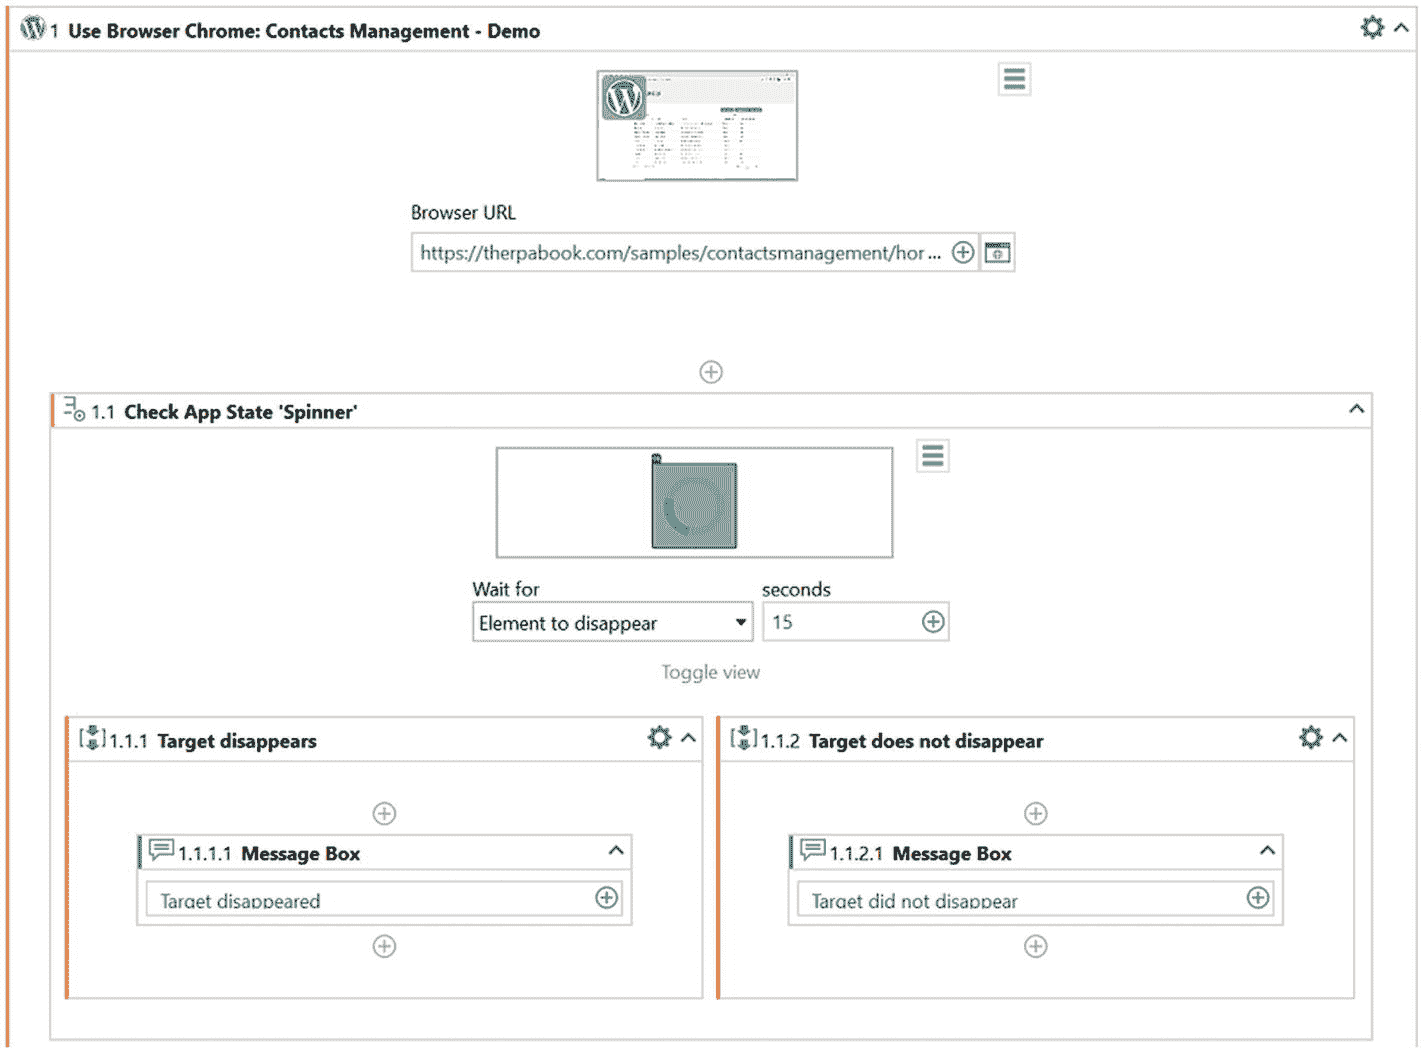 1 Use Browser Chrome: Contacts Management - Demo
Browser URL
https://therpabook.com/samples/contactsmanagement/hor ...
1.1 Check App State 'Spinner'
Wait for seconds
Element to disappear 15
Toggle view
1.1.1 Target disappears
1.1.2 Target does not disappear
1.1.1.1 Message Box
1.1.2.1 Message Box
Target disappeared
Target did not disappear